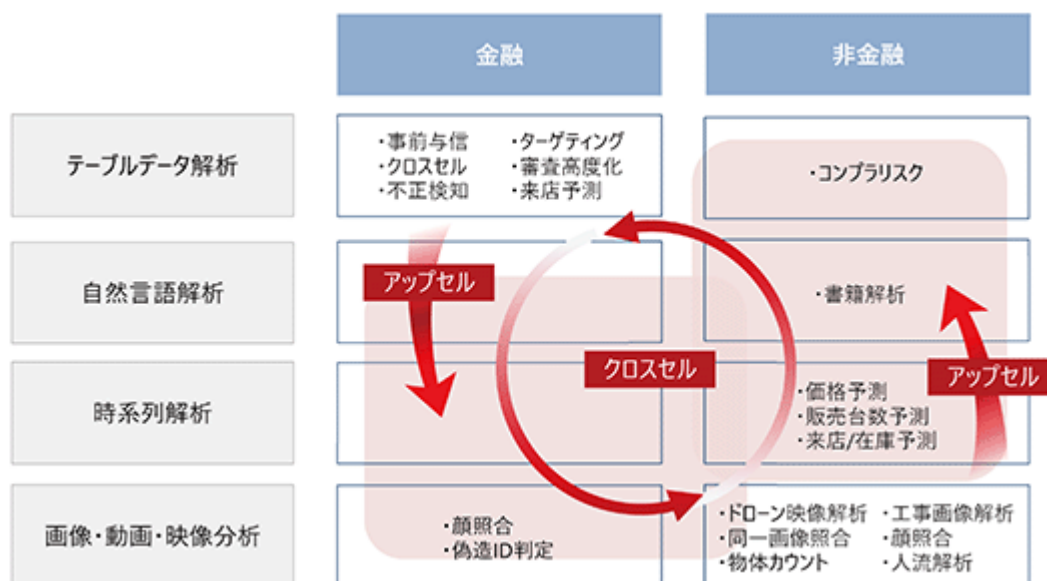 金融
非金融
テーブルデータ解析
・事前与信 ・ターゲティング
・クロスセル ・審査高度化
・不正検知 ・来店予測
・コンプラリスク
自然言語解析
アップセル
・書籍解析
時系列解析
クロスセル
・価格予測
・販売台数予測
・来店/在庫予測
アップセル
画像・動画・映像分析
・顔照合
・偽造ID判定
・ドローン映像解析 ・工事画像解析
・同一画像照合 ・顔照合
・物体カウント ・人流解析